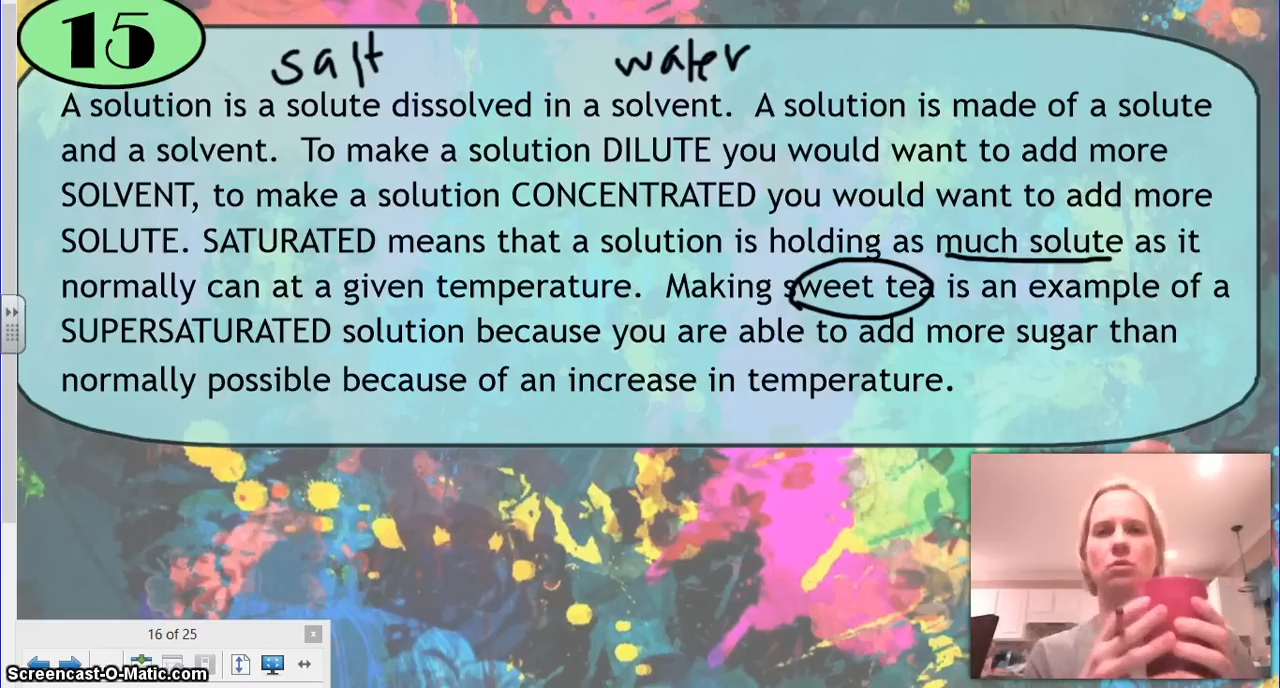 15
salt water
A solution is a solute dissolved in a solvent. A solution is made of a solute
and a solvent. To make a solution DILUTE you would want to add more
SOLVENT, to make a solution CONCENTRATED you would want to add more
SOLUTE. SATURATED means that a solution is holding as much solute as it
normally can at a given temperature. Making sweet tea is an example of a
SUPERSATURATED solution because you are able to add more sugar than
normally possible because of an increase in temperature.
16 of 25
Screencast-O-Matic.com